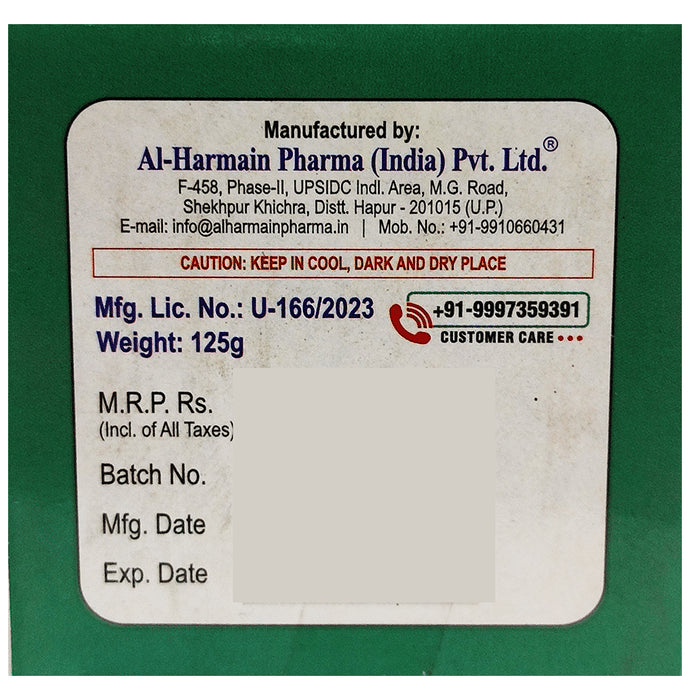 Manufactured by:
Al-Harmain Pharma (India) Pvt. Ltd.®
F-458, Phase-II, UPSIDC Indl. Area, M.G. Road,
Shekhpur Khichra, Distt. Hapur - 201015 (U.P.)
E-mail: info@alharmainpharma.in | Mob. No.: +91-9910660431
CAUTION: KEEP IN COOL, DARK AND DRY PLACE
Mfg. Lic. No.: U-166/2023
+91-9997359391
Weight: 125g
CUSTOMER CARE •••
M.R.P. Rs.
(Incl. of All Taxes)
Batch No.
Mfg. Date
Exp. Date